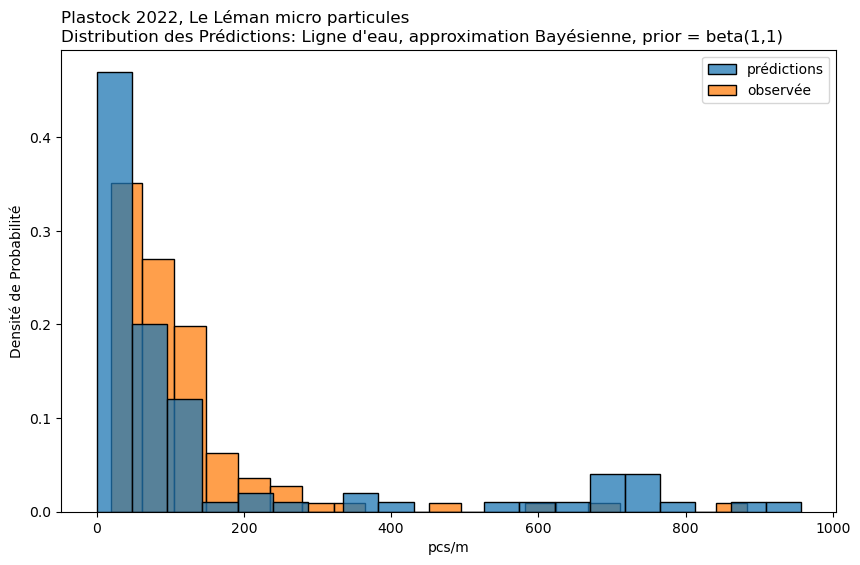 Plastock 2022, Le Léman micro particules
Distribution des Prédictions: Ligne d'eau, approximation Bayésienne, prior = beta(1,1)
prédictions
observée
Densité de Probabilité
0.4
0.3
0.2
0.1
0.0
0
200
400
600
800
1000
pcs/m